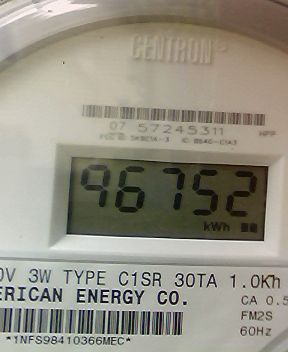 CENTRON
07 57245311
96752
kWh
0V 3W TYPE C1SR 30TA 1.0Kh
ERICAN ENERGY CO.
CA 0.5
FM2S
60Hz
*1NFS98410366MEC*